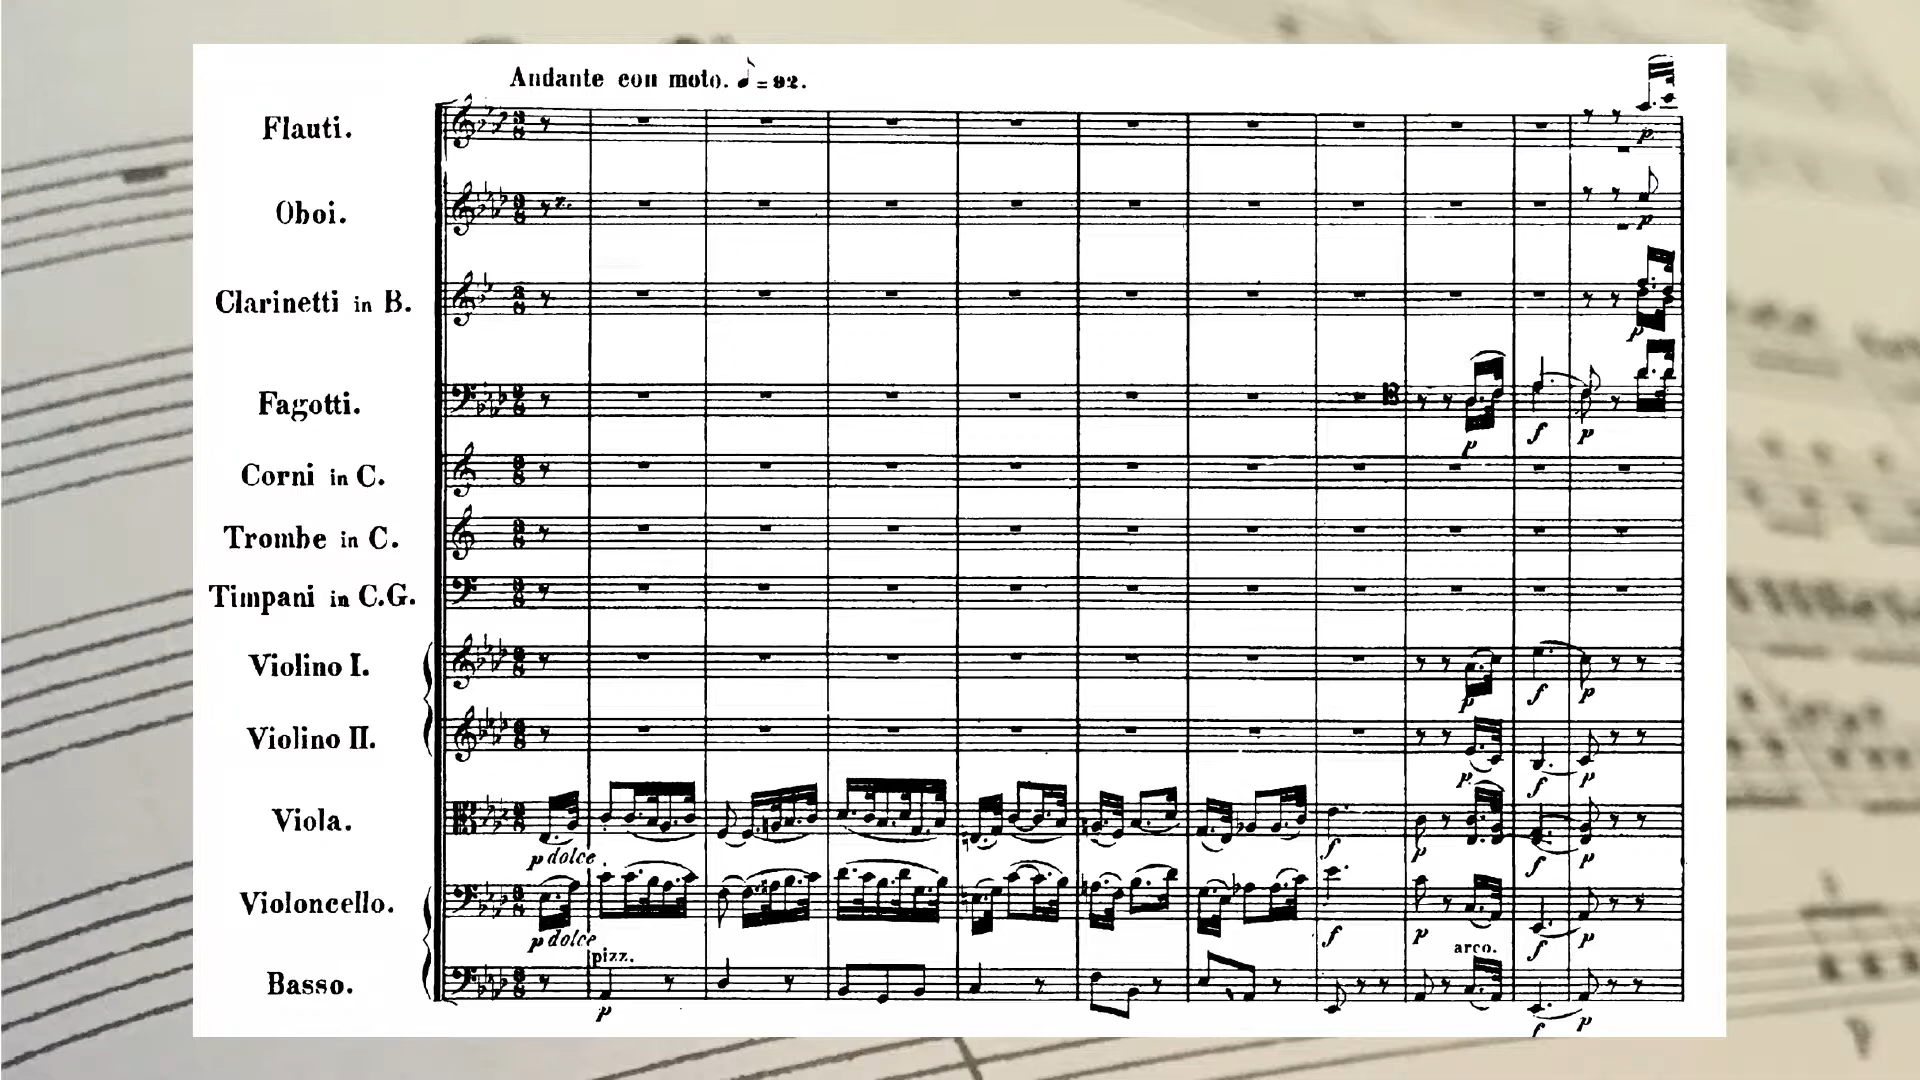 Andante con moto. ♪=92.
Flauti.
Oboi.
Clarinetti in B.
p
Fagotti.
p f p
Corni in C.
Trombe in C.
Timpani in C.G.
Violino I.
p f p
Violino II.
p f p
Viola.
p dolce f p f p
Violoncello.
p dolce f p f p
pizz. arco.
Basso.
p f p